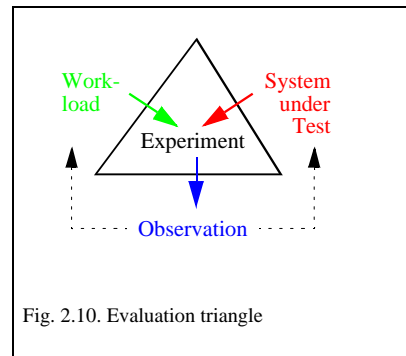 Work-
load
System
under
Test
Experiment
Observation
Fig. 2.10. Evaluation triangle